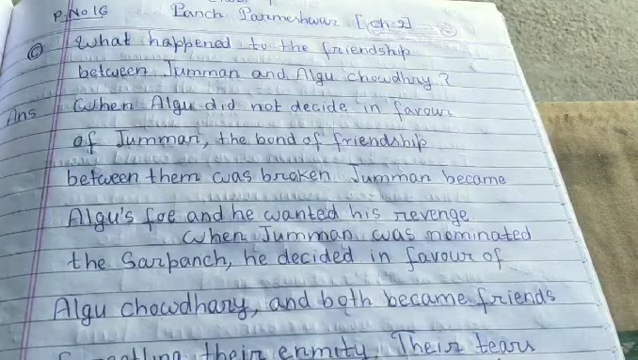 P.No 16 Panch Parmeshwar [Ch-2]
(c) What happened to the friendship
between Jumman and Algu chowdhry?
Ans When Algu did not decide in favour
of Jumman, the bond of friendship
between them was broken. Jumman became
Algu's foe and he wanted his revenge.
When Jumman was nominated
the Sarpanch, he decided in favour of
Algu chowdhary, and both became friends
their enmity. Their tears